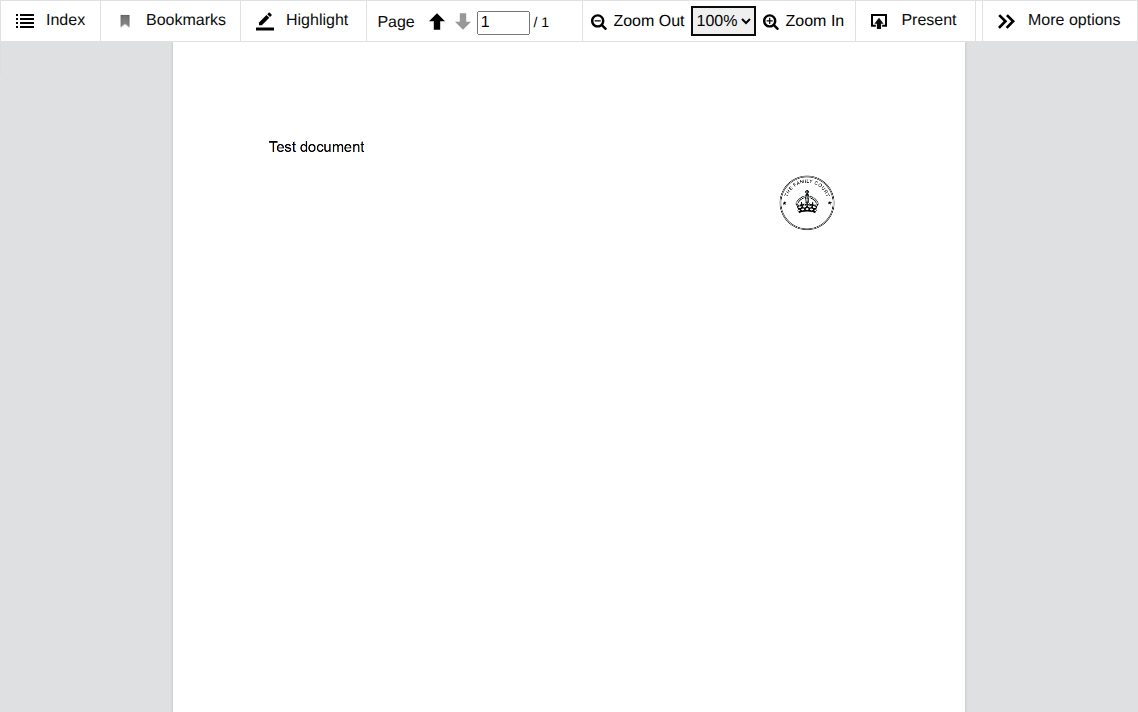 Index Bookmarks Highlight Page 1 / 1 Zoom Out 100% Zoom In Present More options
Test document
THE FAMILY COURT